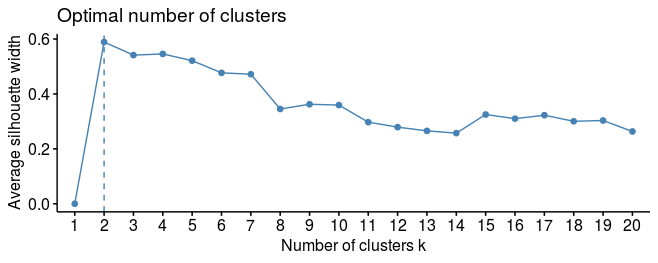 Optimal number of clusters
Average silhouette width
0.6
0.4
0.2
0.0
1 2 3 4 5 6 7 8 9 10 11 12 13 14 15 16 17 18 19 20
Number of clusters k